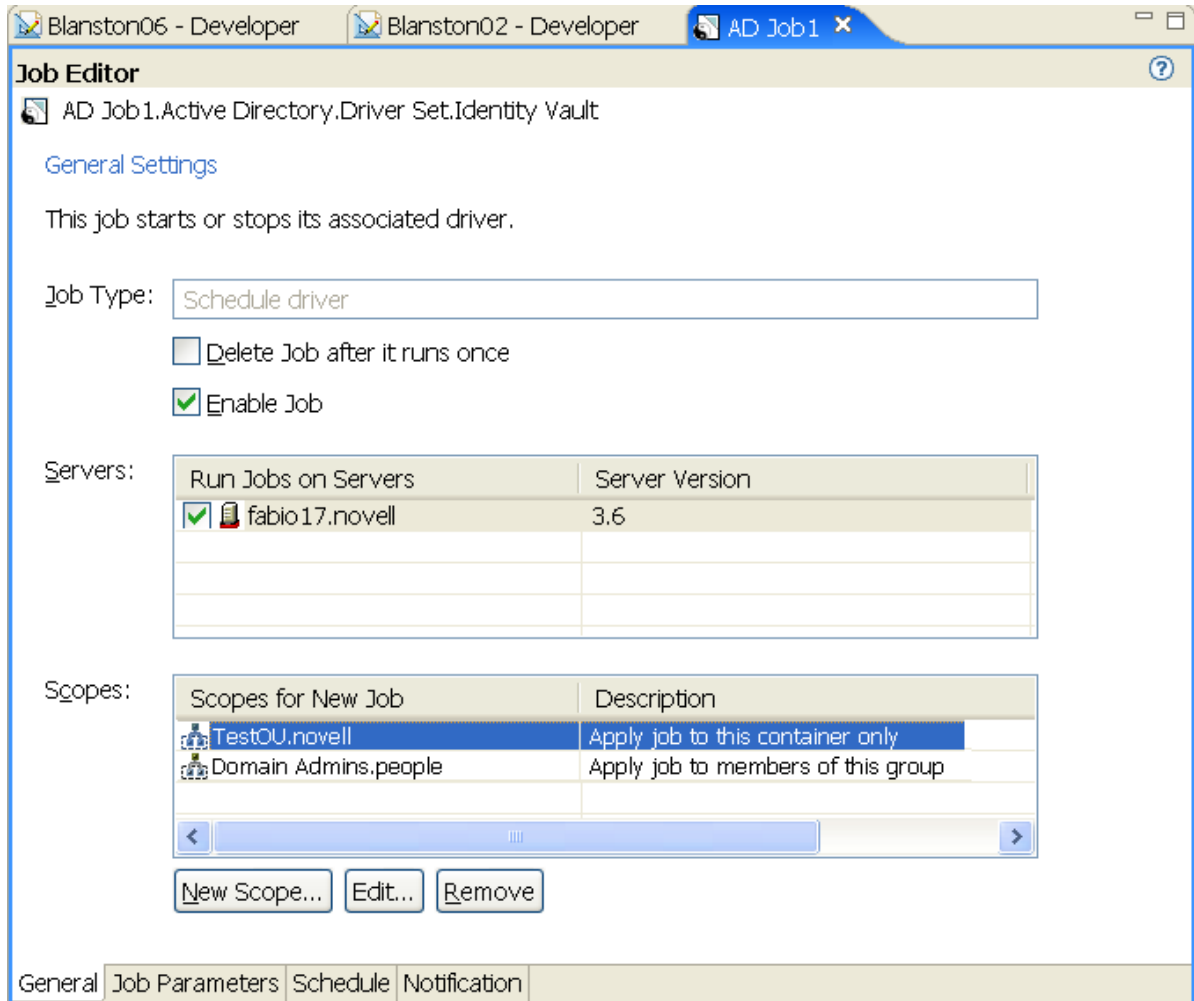 Blanston06 - Developer Blanston02 - Developer AD Job1
Job Editor
AD Job1.Active Directory.Driver Set.Identity Vault
General Settings
This job starts or stops its associated driver.
Job Type: Schedule driver
Delete Job after it runs once
Enable Job
Servers: Run Jobs on Servers Server Version
fabio17.novell 3.6
Scopes: Scopes for New Job Description
TestOU.novell Apply job to this container only
Domain Admins.people Apply job to members of this group
New Scope... Edit... Remove
General Job Parameters Schedule Notification